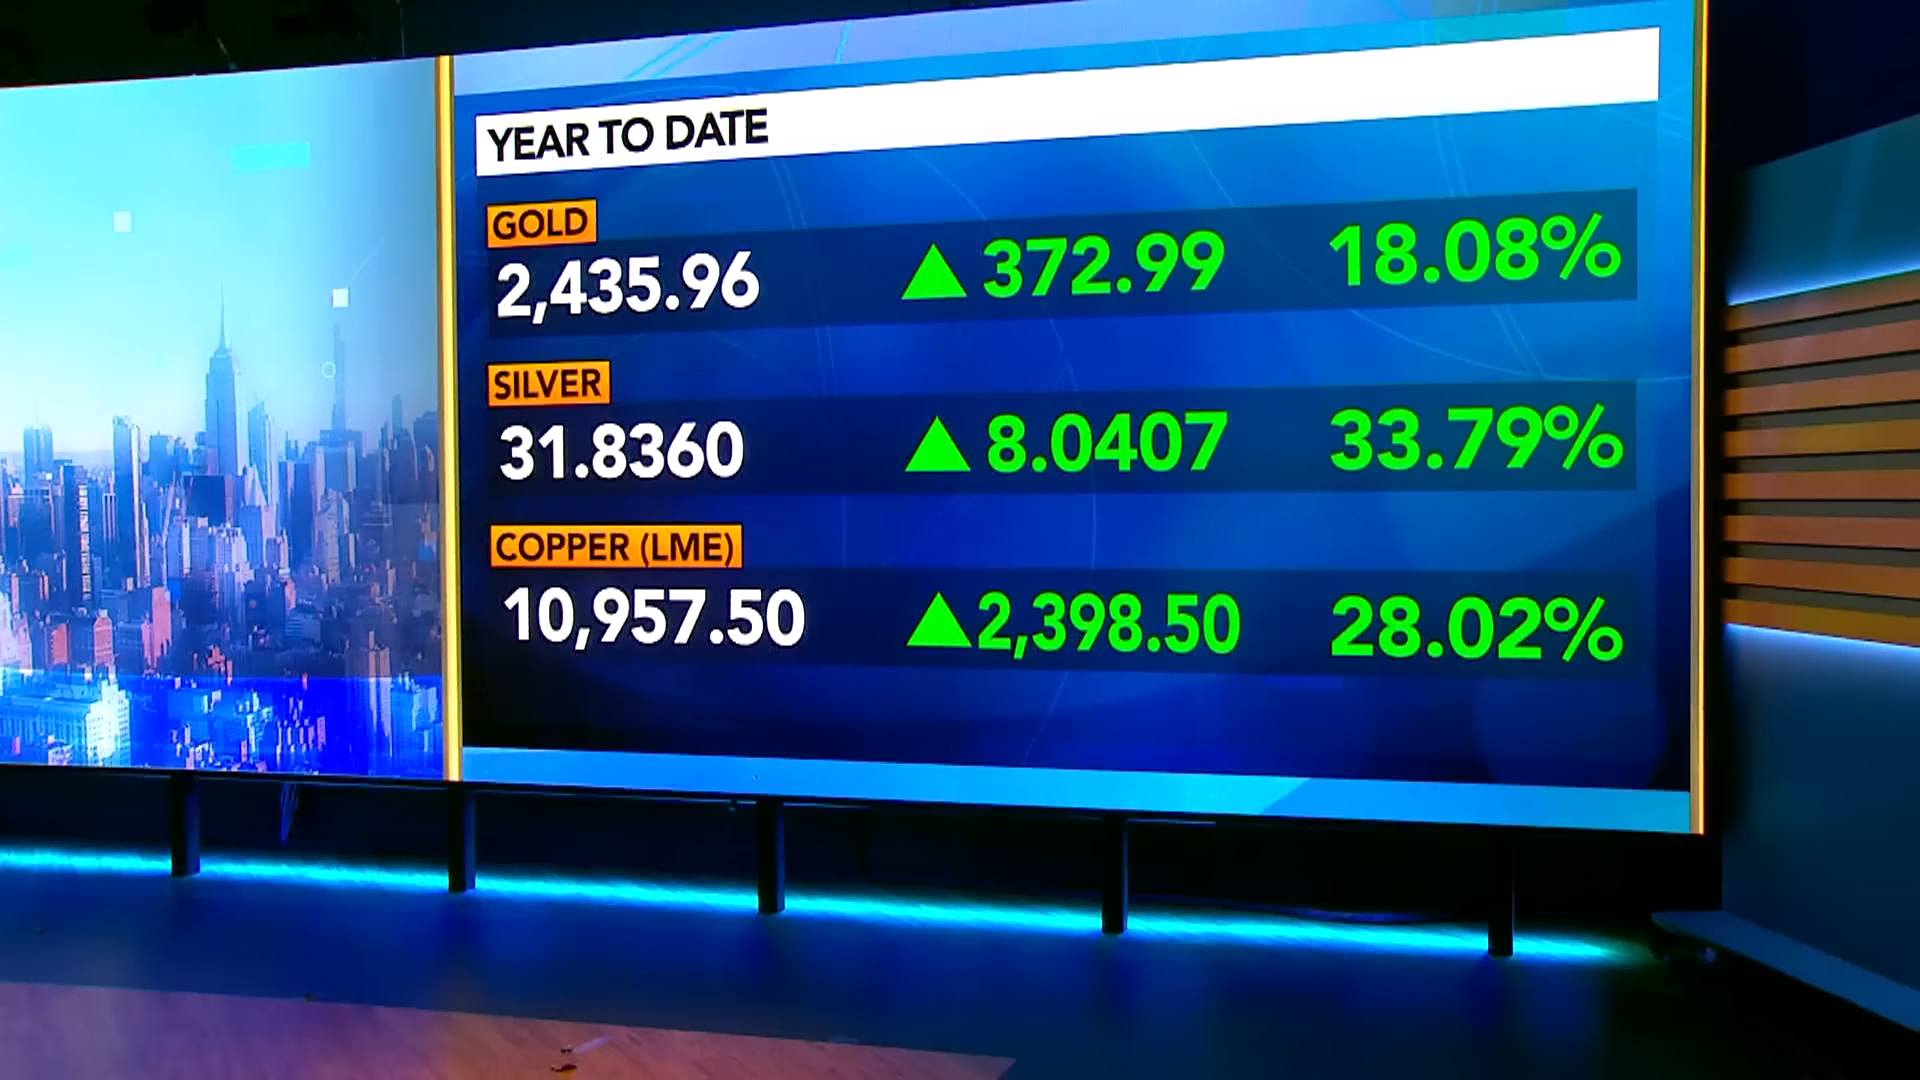 YEAR TO DATE
GOLD
2,435.96 ▲ 372.99 18.08%
SILVER
31.8360 ▲ 8.0407 33.79%
COPPER (LME)
10,957.50 ▲2,398.50 28.02%